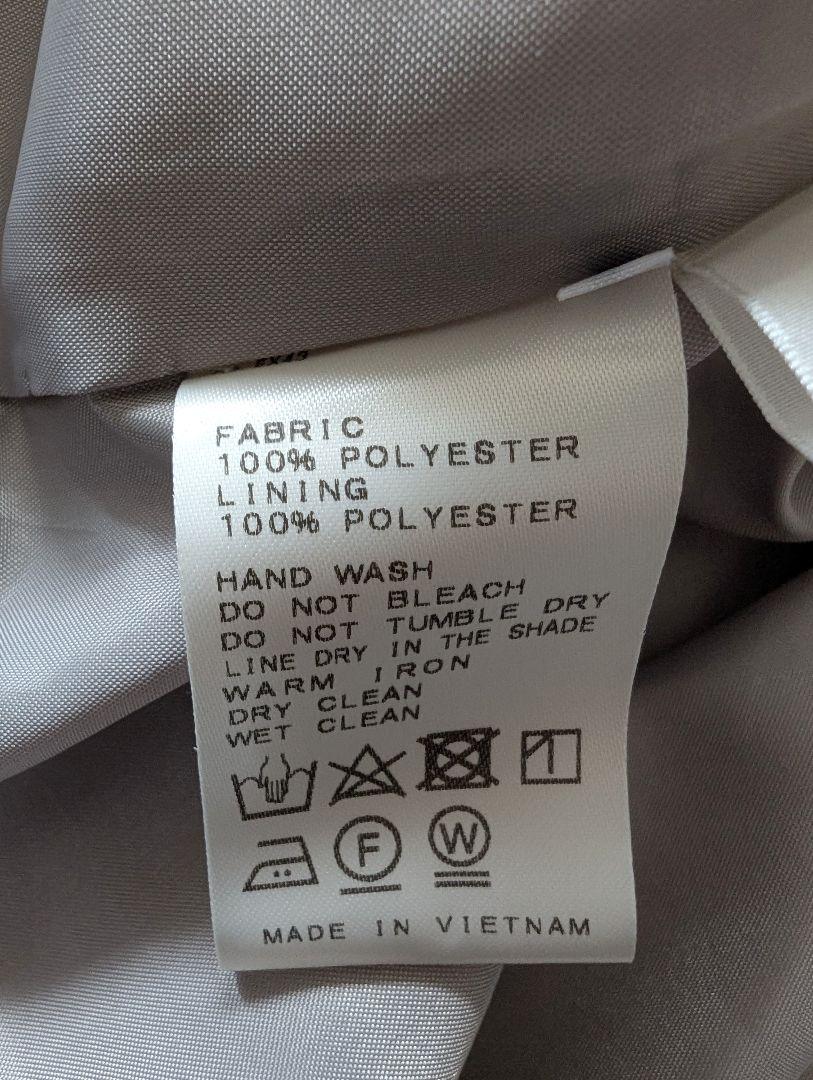 FABRIC
100% POLYESTER
LINING
100% POLYESTER
HAND WASH
DO NOT BLEACH
DO NOT TUMBLE DRY
LINE DRY IN THE SHADE
WARM IRON
DRY CLEAN
WET CLEAN
F
W
MADE IN VIETNAM